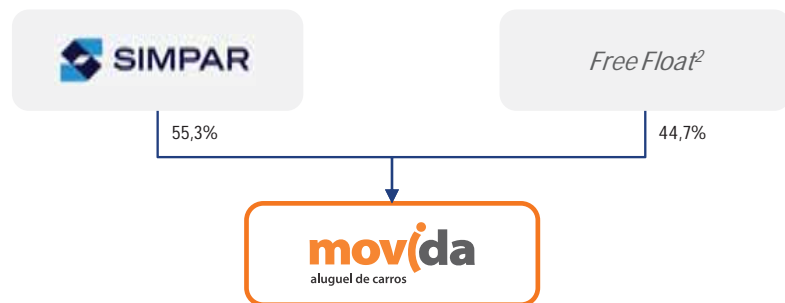 SIMPAR
Free Float²
55,3%
44,7%
movida
aluguel de carros